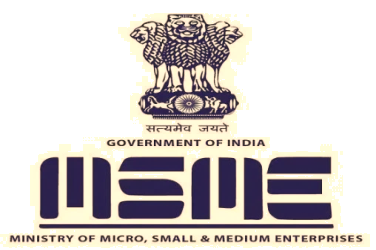 सत्यमेव जयते
GOVERNMENT OF INDIA
MSME
MINISTRY OF MICRO, SMALL & MEDIUM ENTERPRISES